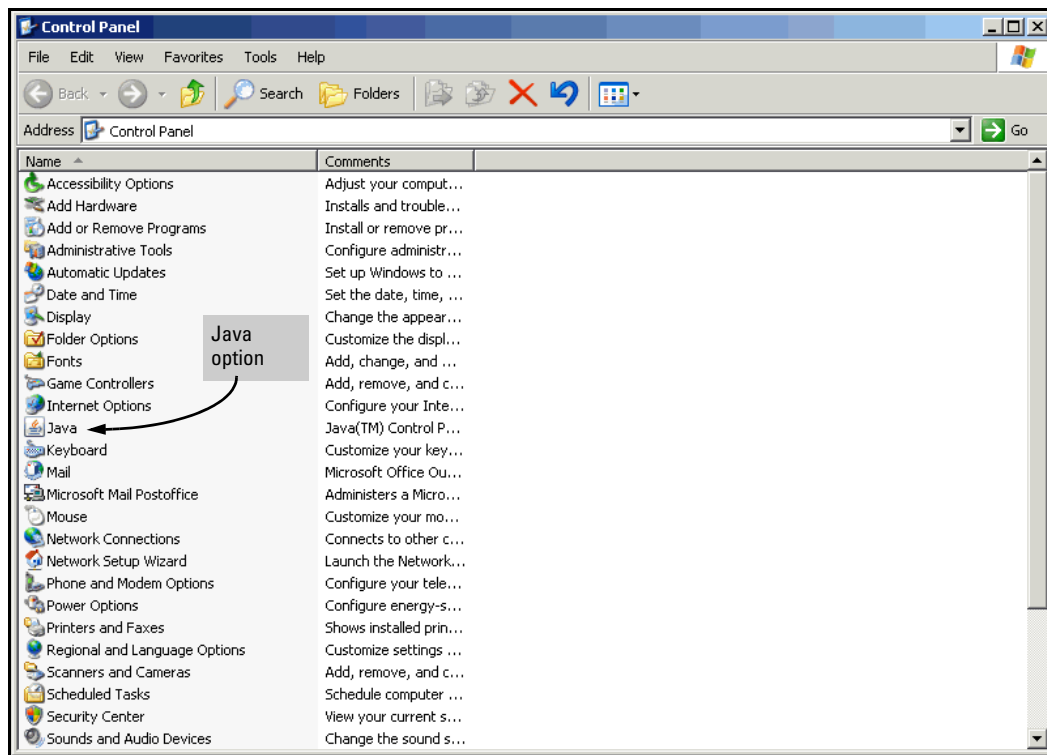 Control Panel
File Edit View Favorites Tools Help
Back Search Folders
Address Control Panel Go
Name Comments
Accessibility Options Adjust your comput...
Add Hardware Installs and trouble...
Add or Remove Programs Install or remove pr...
Administrative Tools Configure administr...
Automatic Updates Set up Windows to ...
Date and Time Set the date, time, ...
Display Change the appear...
Folder Options Customize the displ...
Fonts Add, change, and ...
Game Controllers Add, remove, and c...
Internet Options Configure your Inte...
Java Java(TM) Control P...
Keyboard Customize your key...
Mail Microsoft Office Ou...
Microsoft Mail Postoffice Administers a Micro...
Mouse Customize your mo...
Network Connections Connects to other c...
Network Setup Wizard Launch the Network...
Phone and Modem Options Configure your tele...
Power Options Configure energy-s...
Printers and Faxes Shows installed prin...
Regional and Language Options Customize settings ...
Scanners and Cameras Add, remove, and c...
Scheduled Tasks Schedule computer ...
Security Center View your current s...
Sounds and Audio Devices Change the sound s...
Java
option